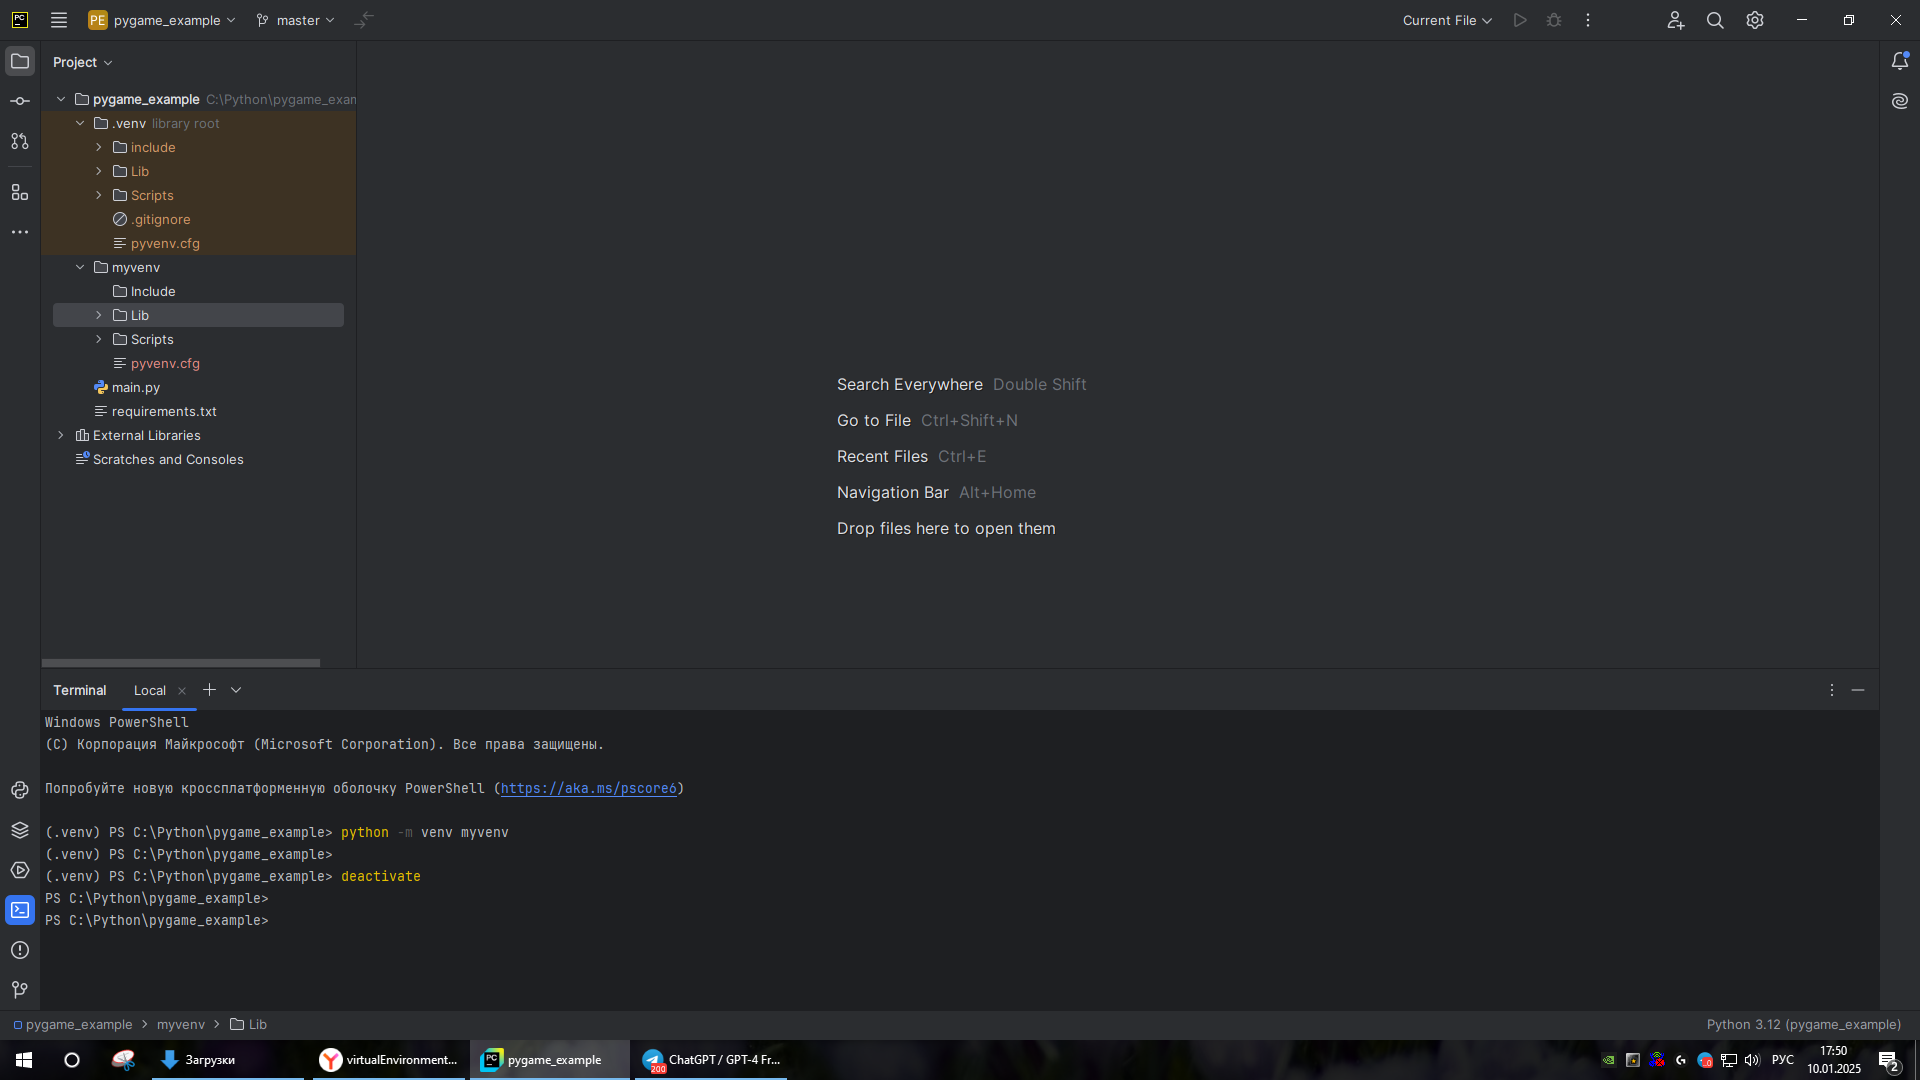 PE pygame_example
master
Current File
Project
pygame_example C:\Python\pygame_exam
.venv library root
include
Lib
Scripts
.gitignore
pyvenv.cfg
myvenv
Include
Lib
Scripts
pyvenv.cfg
main.py
requirements.txt
External Libraries
Scratches and Consoles
Search Everywhere Double Shift
Go to File Ctrl+Shift+N
Recent Files Ctrl+E
Navigation Bar Alt+Home
Drop files here to open them
Terminal Local
Windows PowerShell
(C) Корпорация Майкрософт (Microsoft Corporation). Все права защищены.
Попробуйте новую кроссплатформенную оболочку PowerShell (https://aka.ms/pscore6)
(.venv) PS C:\Python\pygame_example> python -m venv myvenv
(.venv) PS C:\Python\pygame_example>
(.venv) PS C:\Python\pygame_example> deactivate
PS C:\Python\pygame_example>
PS C:\Python\pygame_example>
pygame_example > myvenv > Lib
Python 3.12 (pygame_example)
Загрузки
virtualEnvironment...
pygame_example
ChatGPT / GPT-4 Fr...
200
РУС
17:50
10.01.2025
2